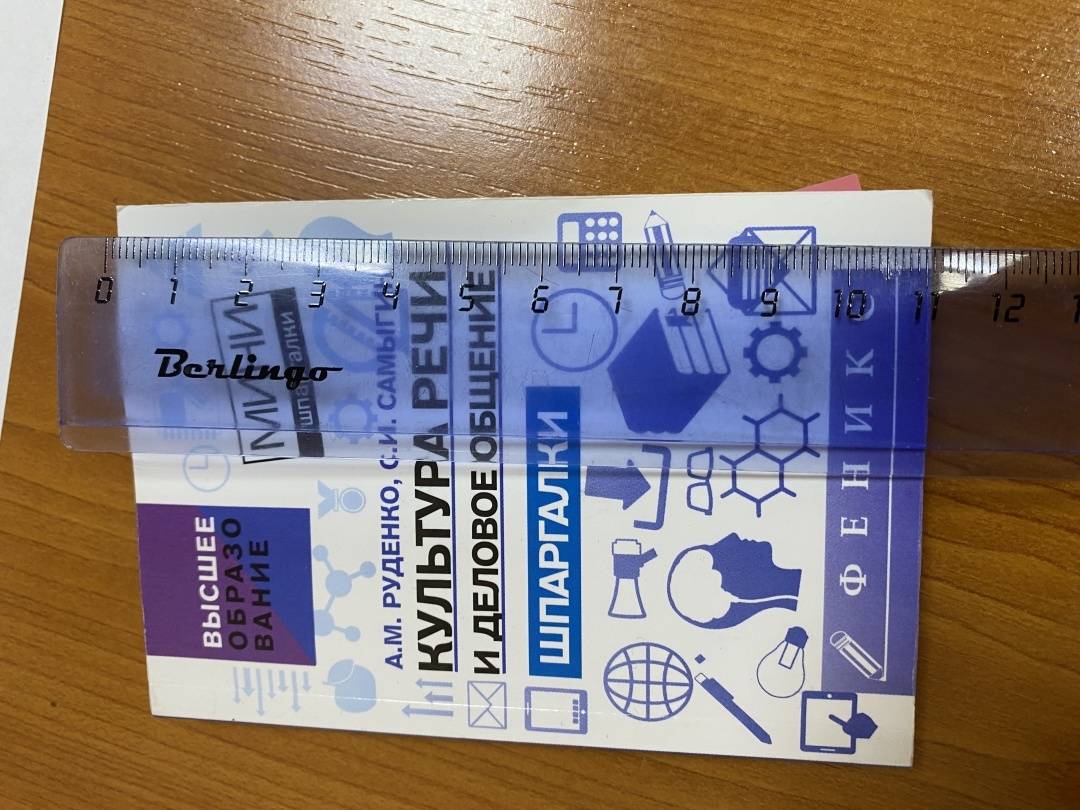 0 1 2 3 4 5 6 7 8 9 10 11 12
Berlingo
МИНИ
шпаргалки
ВЫСШЕЕ
ОБРАЗО
ВАНИЕ
А.М. РУДЕНКО, С.И. САМЫГИН
КУЛЬТУРА РЕЧИ
И ДЕЛОВОЕ ОБЩЕНИЕ
ШПАРГАЛКИ
ФЕНИКС